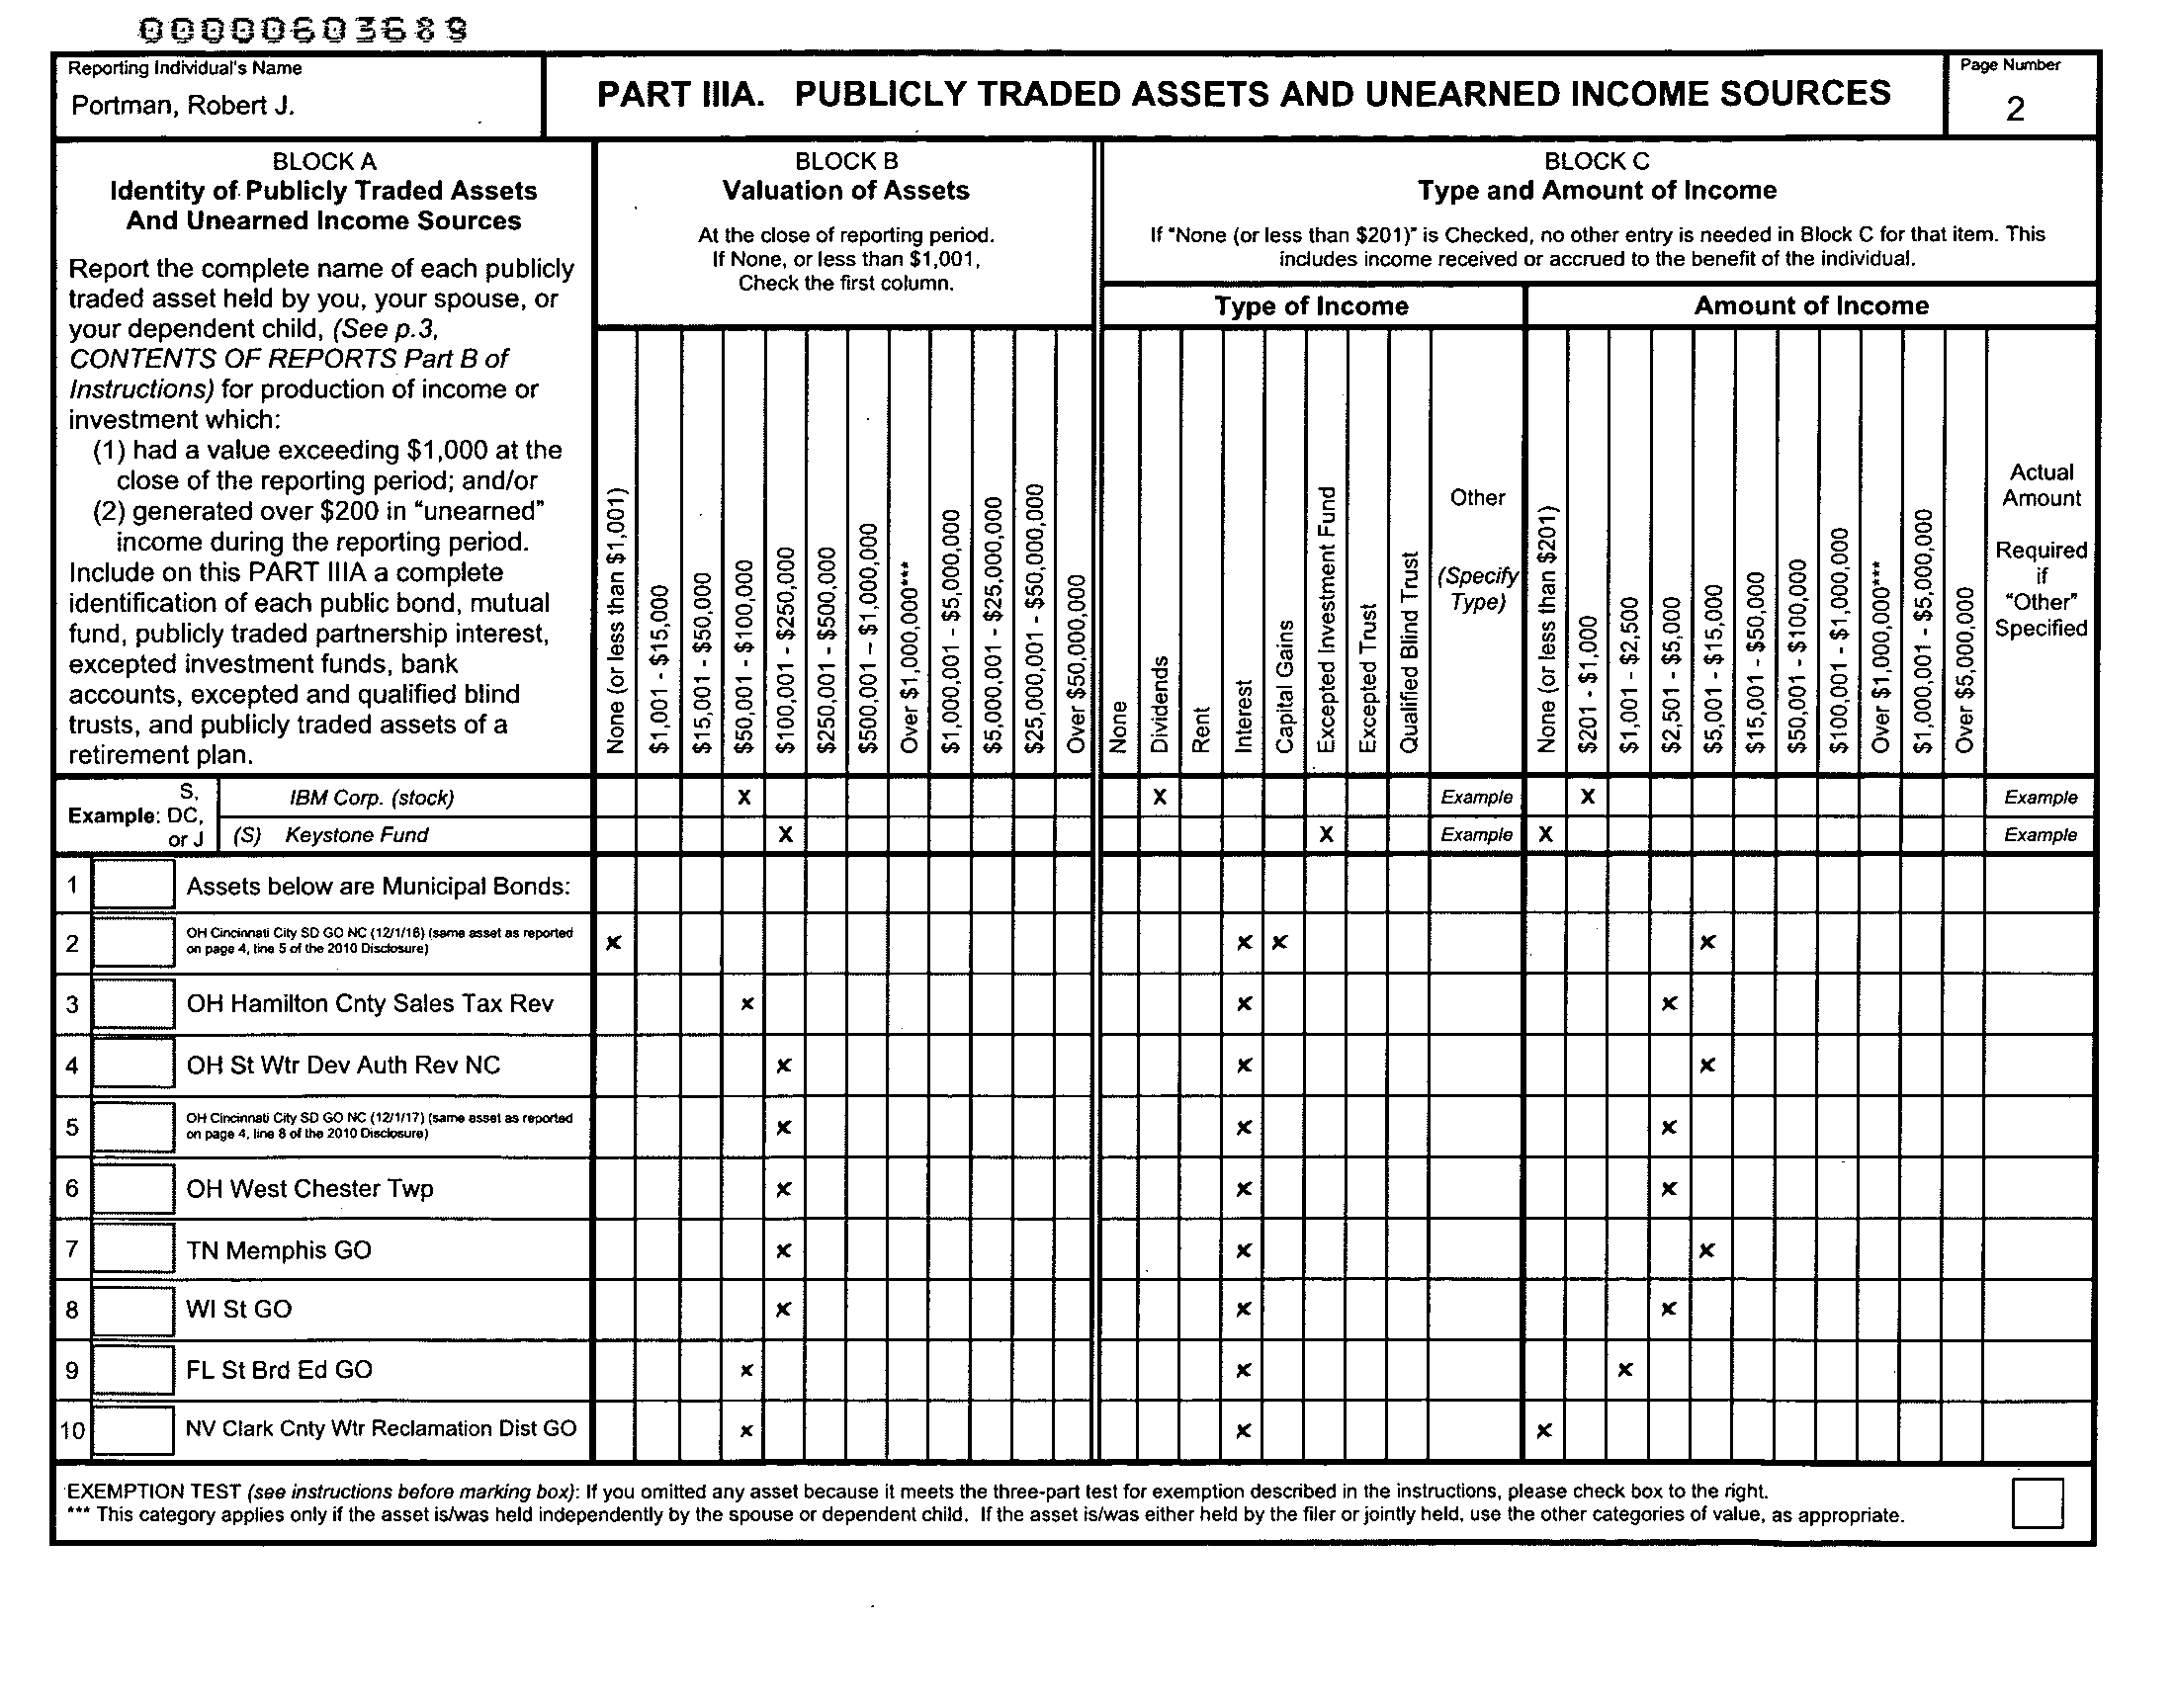 00000603689
Reporting Individual's Name
Portman, Robert J.
PART IIIA. PUBLICLY TRADED ASSETS AND UNEARNED INCOME SOURCES
Page Number
2
BLOCK A
Identity of Publicly Traded Assets
And Unearned Income Sources
Report the complete name of each publicly
traded asset held by you, your spouse, or
your dependent child, (See p.3,
CONTENTS OF REPORTS Part B of
Instructions) for production of income or
investment which:
(1) had a value exceeding $1,000 at the
close of the reporting period; and/or
(2) generated over $200 in "unearned"
income during the reporting period.
Include on this PART IIIA a complete
identification of each public bond, mutual
fund, publicly traded partnership interest,
excepted investment funds, bank
accounts, excepted and qualified blind
trusts, and publicly traded assets of a
retirement plan.
BLOCK B
Valuation of Assets
At the close of reporting period.
If None, or less than $1,001,
Check the first column.
None (or less than $1,001)
$1,001 - $15,000
$15,001 - $50,000
$50,001 - $100,000
$100,001 - $250,000
$250,001 - $500,000
$500,001 – $1,000,000
Over $1,000,000***
$1,000,001 - $5,000,000
$5,000,001 - $25,000,000
$25,000,001 - $50,000,000
Over $50,000,000
BLOCK C
Type and Amount of Income
If "None (or less than $201)" is Checked, no other entry is needed in Block C for that item. This
includes income received or accrued to the benefit of the individual.
Type of Income
None
Dividends
Rent
Interest
Capital Gains
Excepted Investment Fund
Excepted Trust
Qualified Blind Trust
Other
(Specify
Type)
Amount of Income
None (or less than $201)
$201 - $1,000
$1,001 - $2,500
$2,501 - $5,000
$5,001 - $15,000
$15,001 - $50,000
$50,001 - $100,000
$100,001 - $1,000,000
Over $1,000,000***
$1,000,001 - $5,000,000
Over $5,000,000
Actual
Amount
Required
if
"Other"
Specified
Example: S, DC, or J
IBM Corp. (stock) X X Example X Example
(S) Keystone Fund X X Example X Example
1 Assets below are Municipal Bonds:
2 OH Cincinnati City SD GO NC (12/1/16) (same asset as reported
on page 4, line 5 of the 2010 Disclosure) x x x x
3 OH Hamilton Cnty Sales Tax Rev x x x
4 OH St Wtr Dev Auth Rev NC x x x
5 OH Cincinnati City SD GO NC (12/1/17) (same asset as reported
on page 4, line 8 of the 2010 Disclosure) x x x
6 OH West Chester Twp x x x
7 TN Memphis GO x x x
8 WI St GO x x x
9 FL St Brd Ed GO x x x
10 NV Clark Cnty Wtr Reclamation Dist GO x x x
EXEMPTION TEST (see instructions before marking box): If you omitted any asset because it meets the three-part test for exemption described in the instructions, please check box to the right.
*** This category applies only if the asset is/was held independently by the spouse or dependent child. If the asset is/was either held by the filer or jointly held, use the other categories of value, as appropriate.